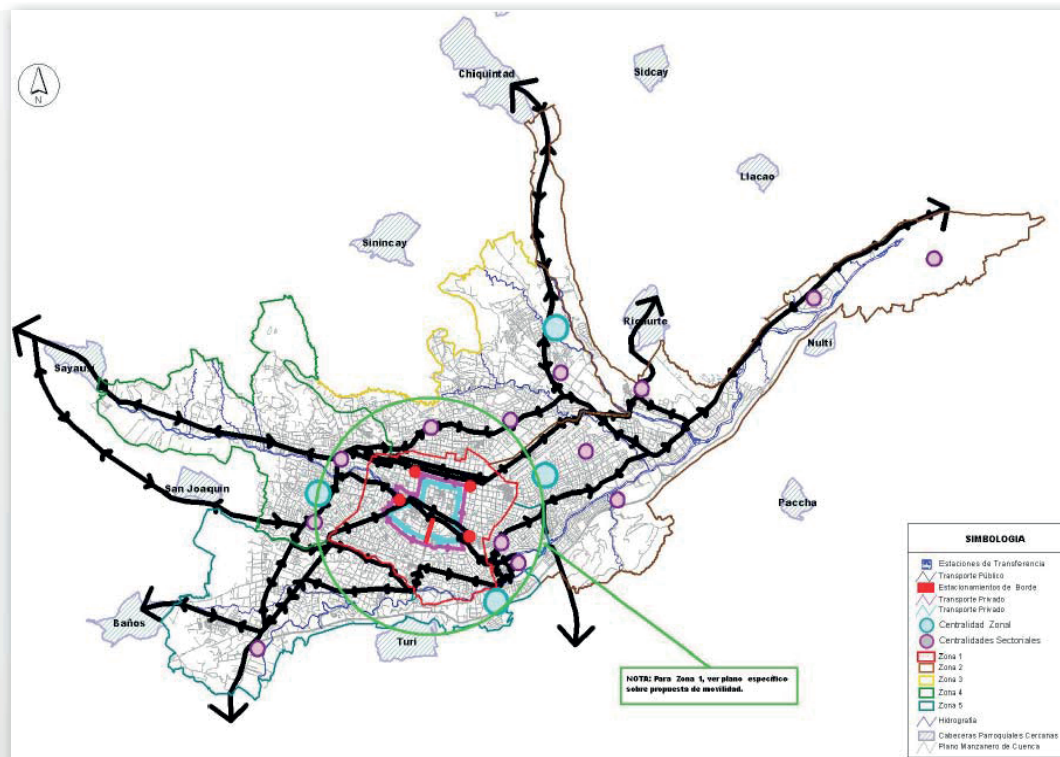 Chiquintad
Sidcay
N
Llacao
Sinincay
Ricaurte
Nulti
Sayausi
San Joaquin
Paccha
Baños
Turi
NOTA: Para Zona 1, ver plano específico
sobre propuesta de movilidad.
SIMBOLOGIA
Estaciones de Transferencia
Transporte Público
Estacionamientos de Borde
Transporte Privado
Transporte Privado
Centralidad Zonal
Centralidades Sectoriales
Zona 1
Zona 2
Zona 3
Zona 4
Zona 5
Hidrografía
Cabeceras Parroquiales Cercanas
Plano Manzanero de Cuenca